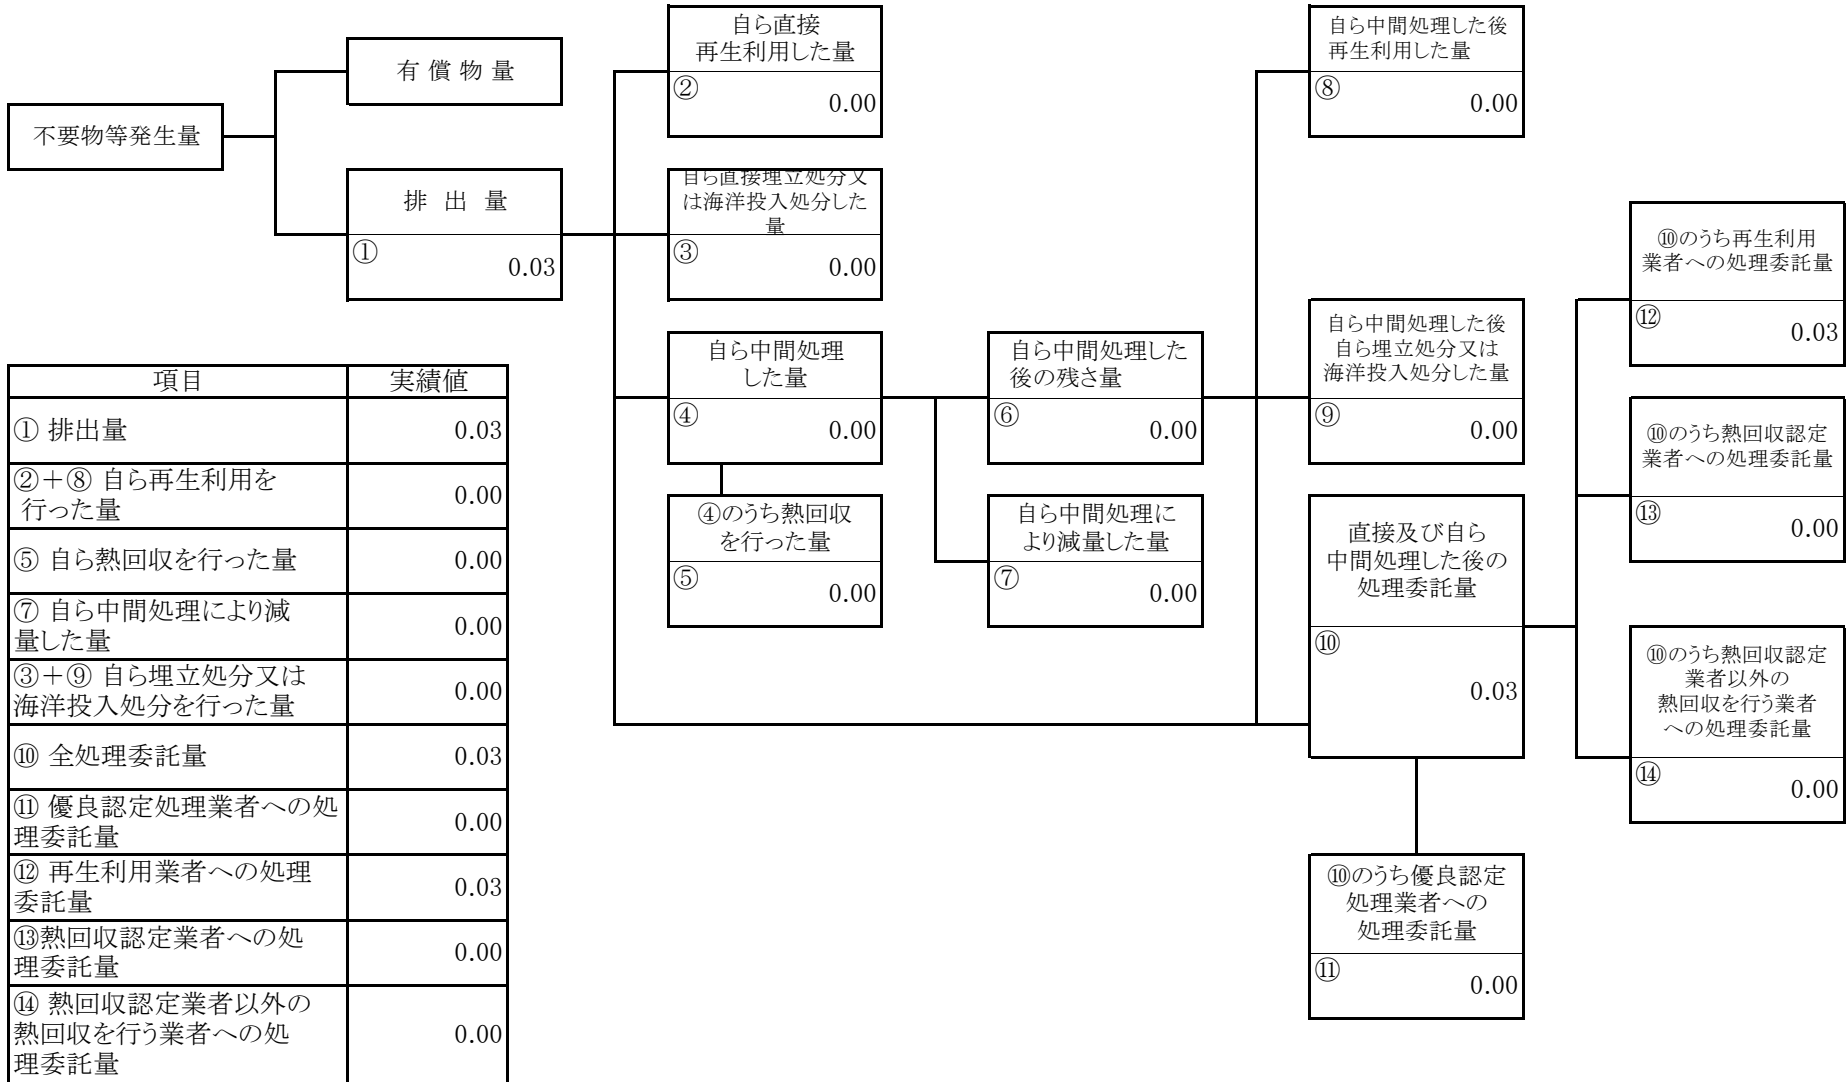 不要物等発生量
有 償 物 量
排 出 量
①
0.03
自ら直接
再生利用した量
②
0.00
自ら直接埋立処分又
は海洋投入処分した
量
③
0.00
自ら中間処理
した量
④
0.00
④のうち熱回収
を行った量
⑤
0.00
自ら中間処理した
後の残さ量
⑥
0.00
自ら中間処理に
より減量した量
⑦
0.00
自ら中間処理した後
再生利用した量
⑧
0.00
自ら中間処理した後
自ら埋立処分又は
海洋投入処分した量
⑨
0.00
直接及び自ら
中間処理した後の
処理委託量
⑩
0.03
⑩のうち優良認定
処理業者への
処理委託量
⑪
0.00
⑩のうち再生利用
業者への処理委託量
⑫
0.03
⑩のうち熱回収認定
業者への処理委託量
⑬
0.00
⑩のうち熱回収認定
業者以外の
熱回収を行う業者
への処理委託量
⑭
0.00
項目 実績値
① 排出量 0.03
②＋⑧ 自ら再生利用を
行った量 0.00
⑤ 自ら熱回収を行った量 0.00
⑦ 自ら中間処理により減
量した量 0.00
③＋⑨ 自ら埋立処分又は
海洋投入処分を行った量 0.00
⑩ 全処理委託量 0.03
⑪ 優良認定処理業者への処
理委託量 0.00
⑫ 再生利用業者への処理
委託量 0.03
⑬熱回収認定業者への処
理委託量 0.00
⑭ 熱回収認定業者以外の
熱回収を行う業者への処
理委託量 0.00